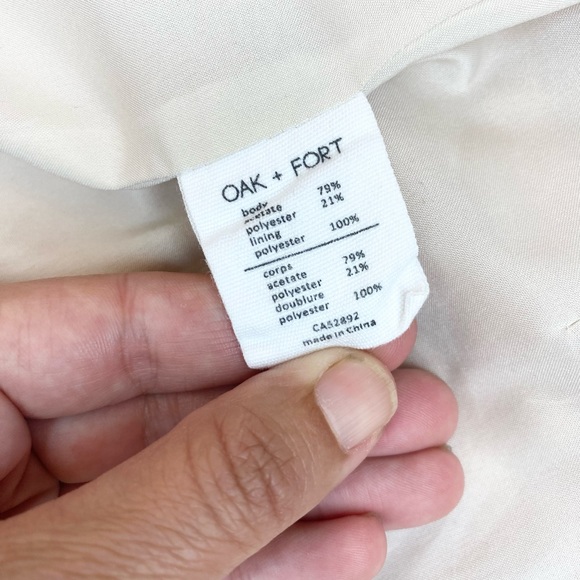 OAK + FORT
body
acetate 79%
polyester 21%
lining
polyester 100%
corps
acetate 79%
polyester 21%
doublure
polyester 100%
CA52892
made in China